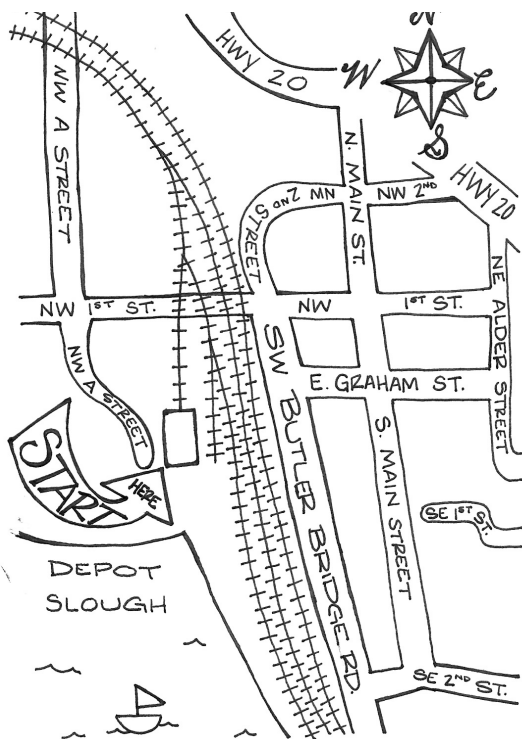 N
W
E
S
HWY 20
NW A STREET
N. MAIN ST.
NW 2ND STREET
NW 2ND
HWY 20
NW 1ST ST.
NW 1ST ST.
NE ALDER STREET
NW A STREET
SW BUTLER BRIDGE RD.
E. GRAHAM ST.
START
HERE
S. MAIN STREET
SE 1ST ST.
DEPOT
SLOUGH
SE 2ND ST.